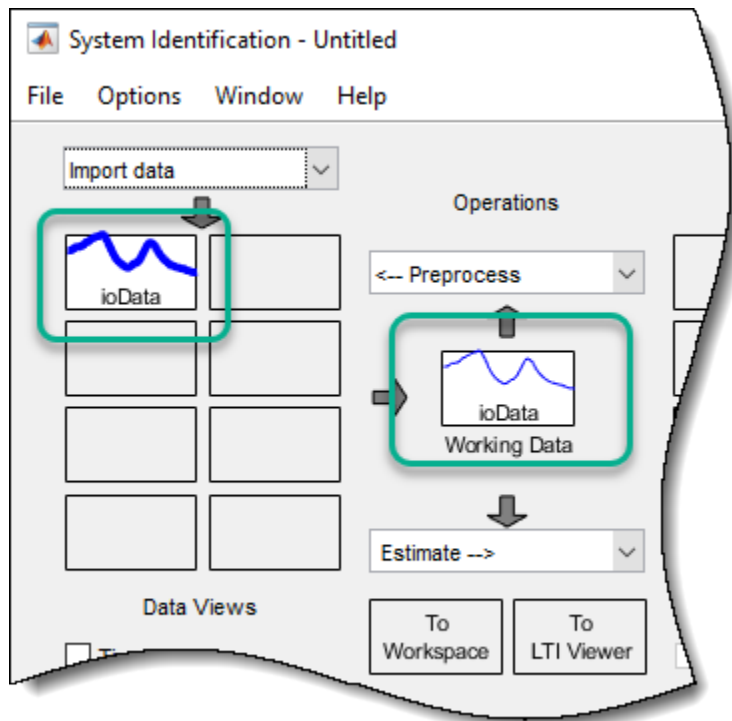 System Identification - Untitled
File Options Window Help
Import data
Operations
ioData
<-- Preprocess
ioData
Working Data
Estimate -->
Data Views
To
Workspace
To
LTI Viewer